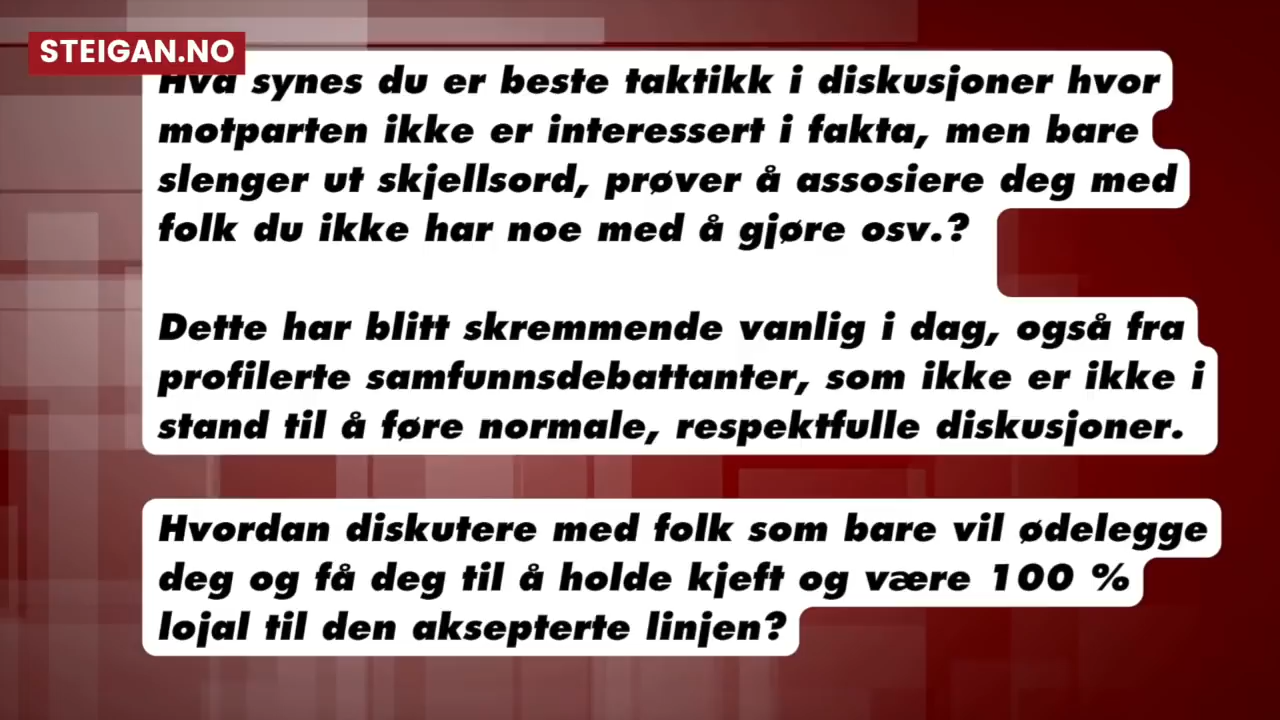 STEIGAN.NO
Hva synes du er beste taktikk i diskusjoner hvor
motparten ikke er interessert i fakta, men bare
slenger ut skjellsord, prøver å assosiere deg med
folk du ikke har noe med å gjøre osv.?
Dette har blitt skremmende vanlig i dag, også fra
profilerte samfunnsdebattanter, som ikke er ikke i
stand til å føre normale, respektfulle diskusjoner.
Hvordan diskutere med folk som bare vil ødelegge
deg og få deg til å holde kjeft og være 100 %
lojal til den aksepterte linjen?